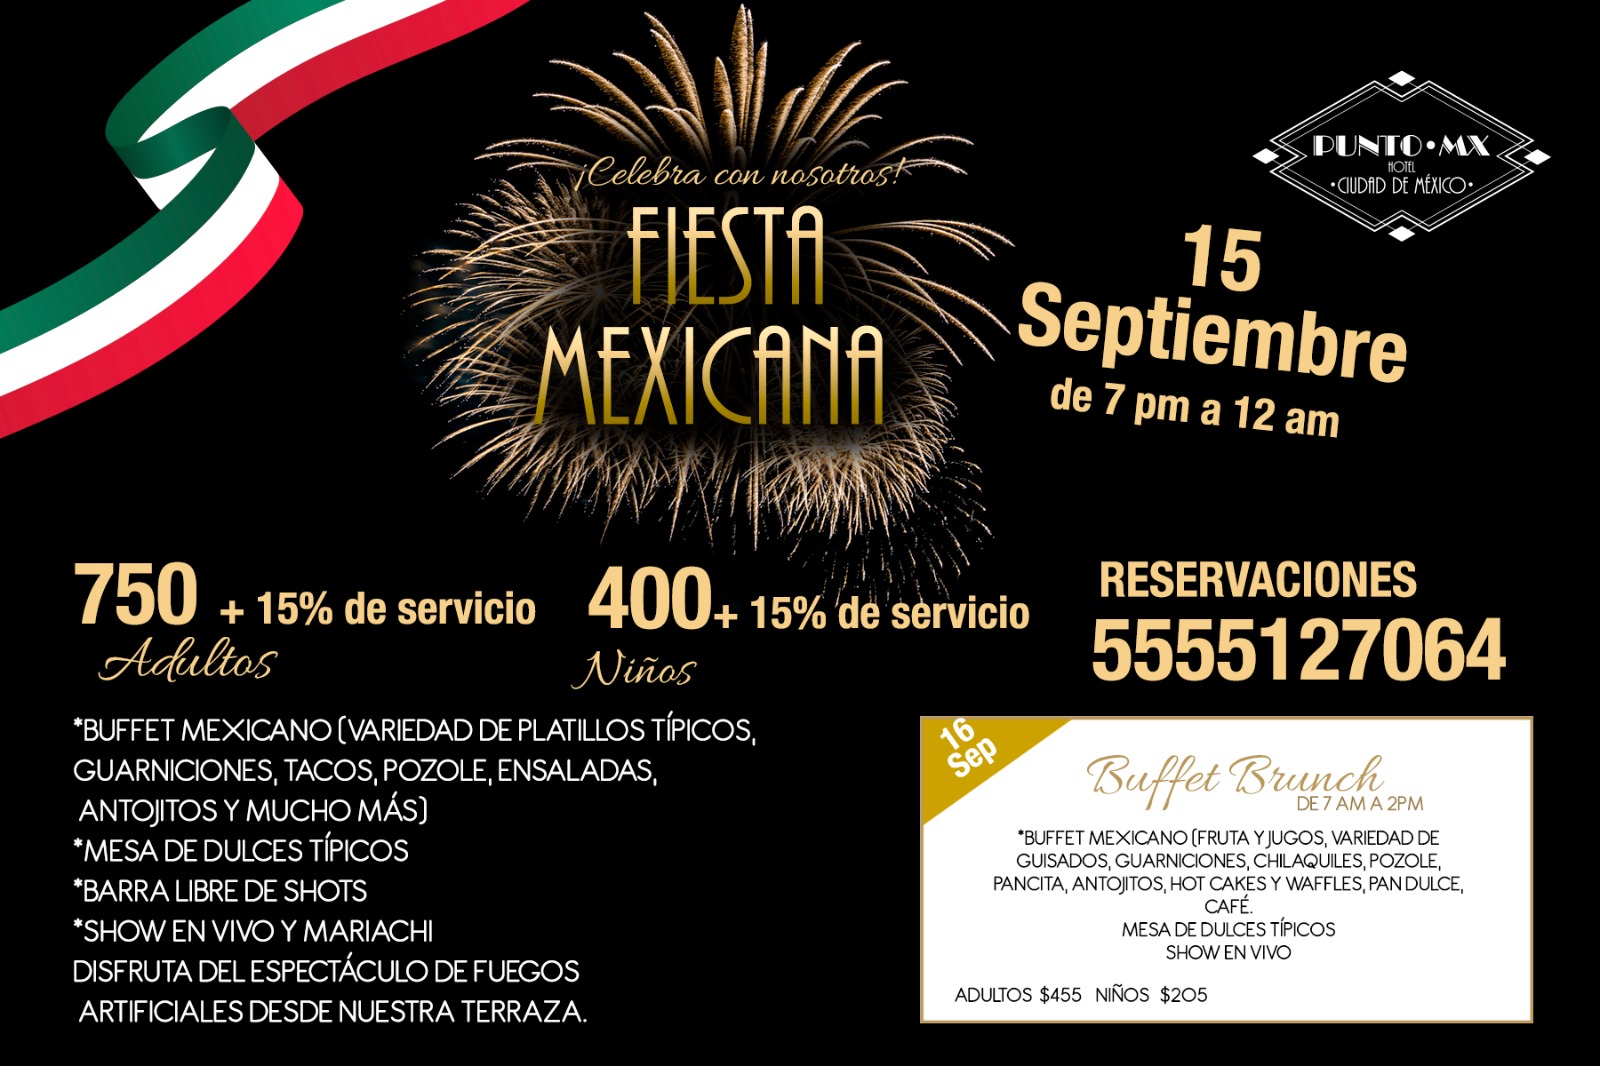 ¡Celebra con nosotros!
FIESTA
MEXICANA
PUNTO•MX
HOTEL
•CIUDAD DE MÉXICO•
15
Septiembre
de 7 pm a 12 am
750 + 15% de servicio
Adultos
400 + 15% de servicio
Niños
RESERVACIONES
5555127064
*BUFFET MEXICANO (VARIEDAD DE PLATILLOS TÍPICOS,
GUARNICIONES, TACOS, POZOLE, ENSALADAS,
ANTOJITOS Y MUCHO MÁS)
*MESA DE DULCES TÍPICOS
*BARRA LIBRE DE SHOTS
*SHOW EN VIVO Y MARIACHI
DISFRUTA DEL ESPECTÁCULO DE FUEGOS
ARTIFICIALES DESDE NUESTRA TERRAZA.
16
Sep
Buffet Brunch
DE 7 AM A 2PM
*BUFFET MEXICANO (FRUTA Y JUGOS, VARIEDAD DE
GUISADOS, GUARNICIONES, CHILAQUILES, POZOLE,
PANCITA, ANTOJITOS, HOT CAKES Y WAFFLES, PAN DULCE,
CAFÉ.
MESA DE DULCES TÍPICOS
SHOW EN VIVO
ADULTOS $455 NIÑOS $205